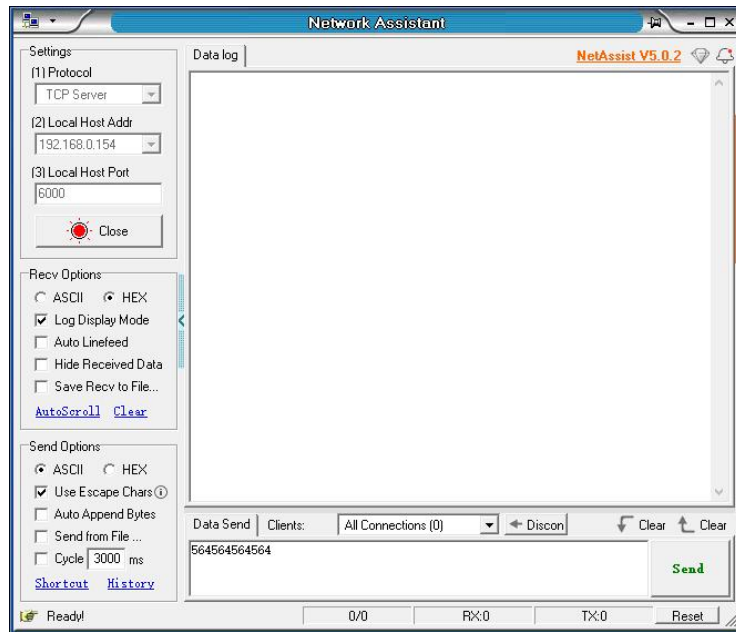 Network Assistant
Settings
(1) Protocol
TCP Server
(2) Local Host Addr
192.168.0.154
(3) Local Host Port
6000
Close
Recv Options
ASCII HEX
Log Display Mode
Auto Linefeed
Hide Received Data
Save Recv to File...
AutoScroll Clear
Send Options
ASCII HEX
Use Escape Chars
Auto Append Bytes
Send from File ...
Cycle 3000 ms
Shortcut History
Data log NetAssist V5.0.2
Data Send Clients: All Connections (0) Discon Clear Clear
564564564564
Send
Ready! 0/0 RX:0 TX:0 Reset